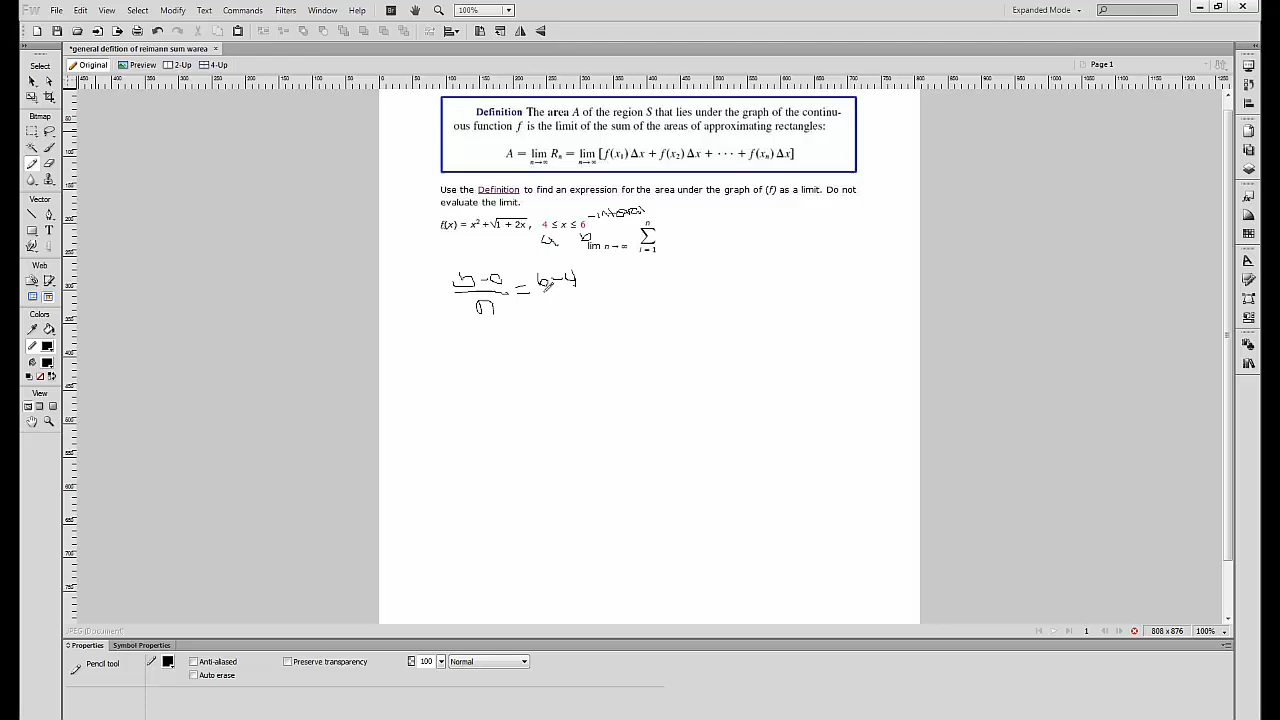 Fw File Edit View Select Modify Text Commands Filters Window Help Br 100% Expanded Mode
*general defition of reimann sum warea ×
Original Preview 2-Up 4-Up Page 1
Select
Bitmap
Vector
Web
Colors
View
Definition The area A of the region S that lies under the graph of the continu-
ous function f is the limit of the sum of the areas of approximating rectangles:
A = lim n→∞ Rn = lim n→∞ [f(x1) Δx + f(x2) Δx + · · · + f(xn) Δx]
Use the Definition to find an expression for the area under the graph of (f) as a limit. Do not
evaluate the limit.
f(x) = x² + √1 + 2x , 4 ≤ x ≤ 6
lim n→∞ n ∑ i = 1
b-a/n = 6-4
JPEG (Document) 1 808 x 876 100%
Properties Symbol Properties
Pencil tool Anti-aliased Preserve transparency 100 Normal
Auto erase